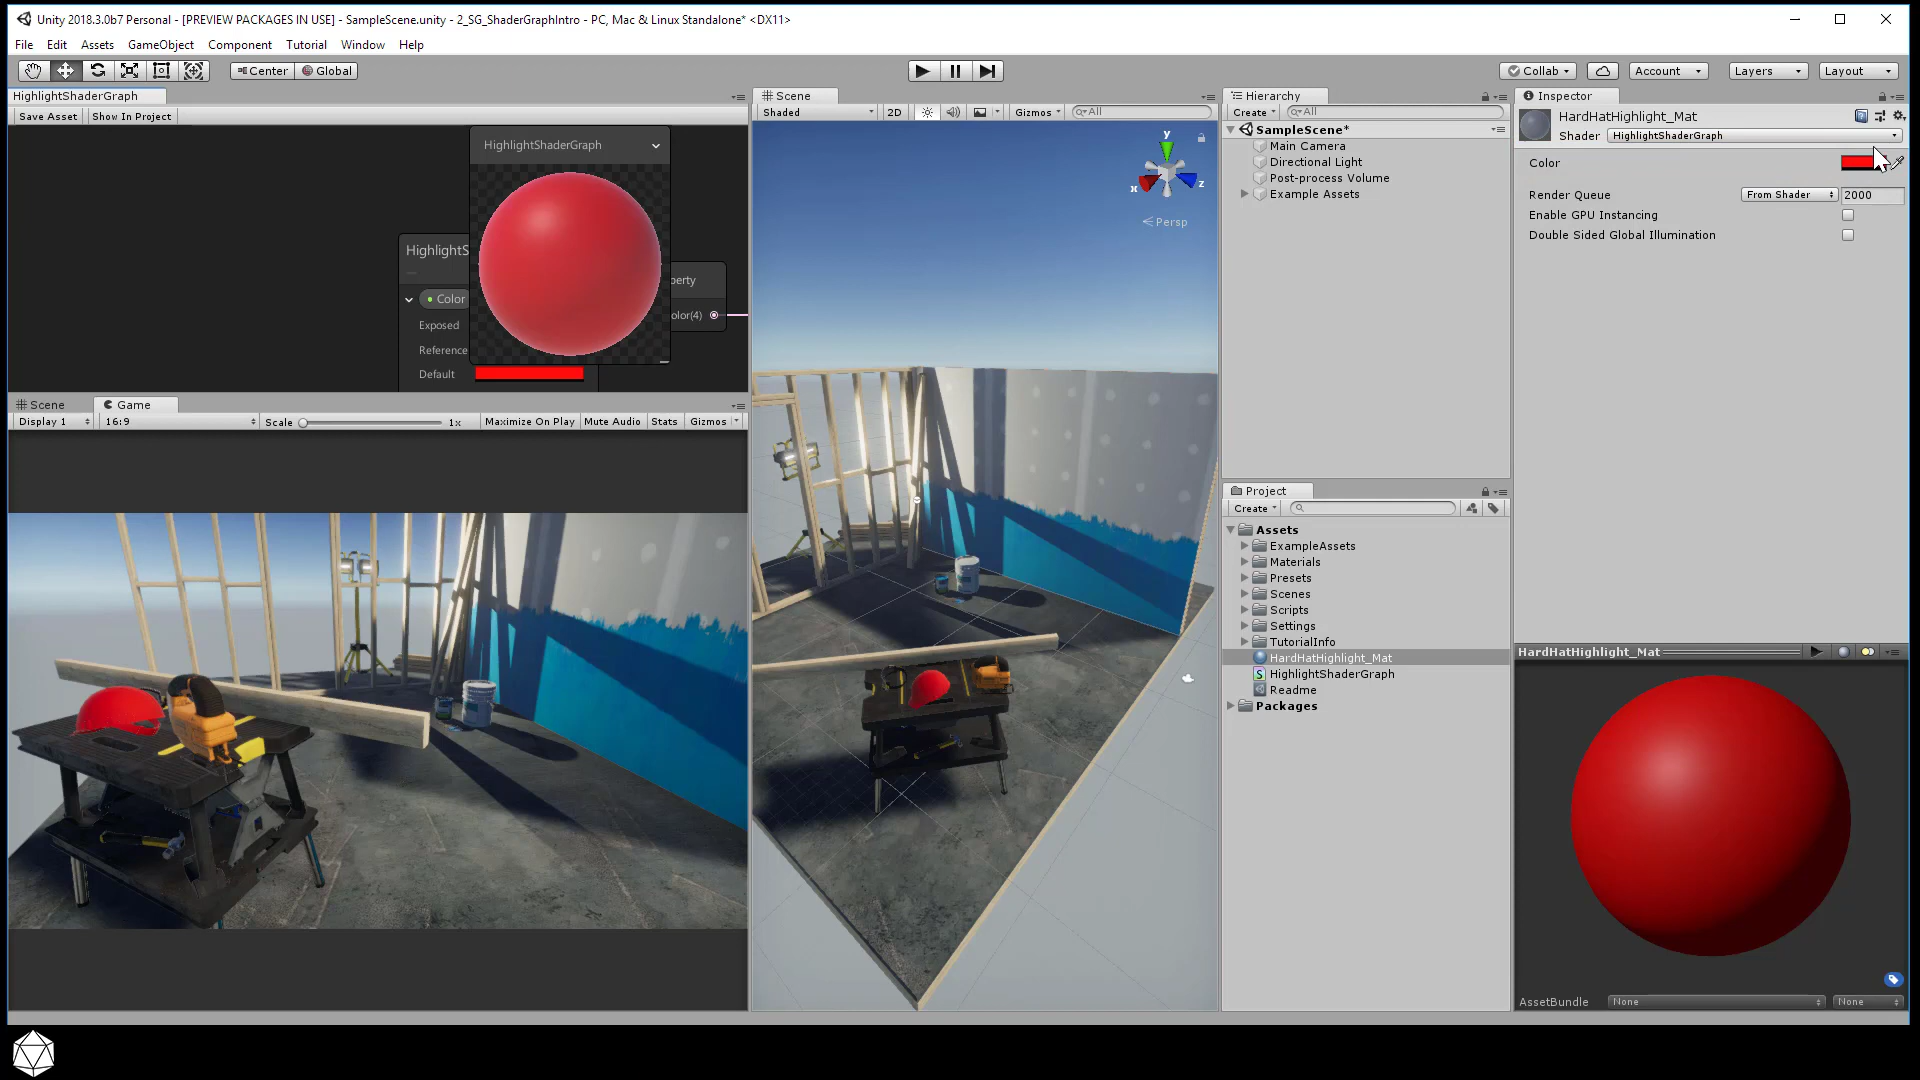 Unity 2018.3.0b7 Personal - [PREVIEW PACKAGES IN USE] - SampleScene.unity - 2_SG_ShaderGraphIntro - PC, Mac & Linux Standalone* <DX11>
File Edit Assets GameObject Component Tutorial Window Help
Center Global Collab Account Layers Layout
HighlightShaderGraph
Save Asset Show In Project
HighlightShaderGraph
HighlightS
Color
Exposed
Reference
Default
perty
olor(4)
Scene Game
Display 1 16:9 Scale 1x Maximize On Play Mute Audio Stats Gizmos
Scene
Shaded 2D Gizmos All
y
x z
Persp
Hierarchy
Create All
SampleScene*
Main Camera
Directional Light
Post-process Volume
Example Assets
Project
Create
Assets
ExampleAssets
Materials
Presets
Scenes
Scripts
Settings
TutorialInfo
HardHatHighlight_Mat
HighlightShaderGraph
Readme
Packages
Inspector
HardHatHighlight_Mat
Shader HighlightShaderGraph
Color
Render Queue From Shader 2000
Enable GPU Instancing
Double Sided Global Illumination
HardHatHighlight_Mat
AssetBundle None None